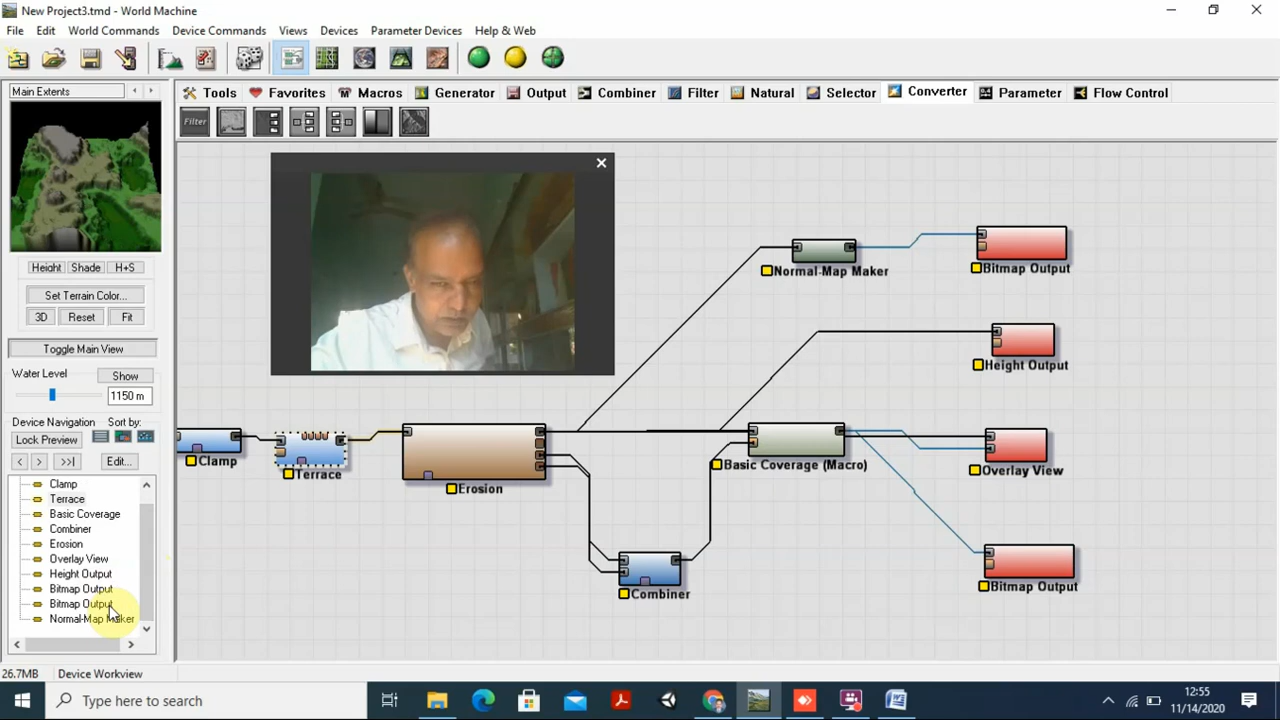 New Project3.tmd - World Machine
File Edit World Commands Device Commands Views Devices Parameter Devices Help & Web
Main Extents
Tools Favorites Macros Generator Output Combiner Filter Natural Selector Converter Parameter Flow Control
Filter
Height Shade H+S
Set Terrain Color...
3D Reset Fit
Toggle Main View
Water Level Show
1150 m
Device Navigation Sort by:
Lock Preview
Edit...
Clamp
Terrace
Basic Coverage
Combiner
Erosion
Overlay View
Height Output
Bitmap Output
Bitmap Output
Normal-Map Maker
Normal-Map Maker
Bitmap Output
Height Output
Clamp
Terrace
Erosion
Basic Coverage (Macro)
Overlay View
Combiner
Bitmap Output
26.7MB Device Workview
Type here to search
12:55
11/14/2020